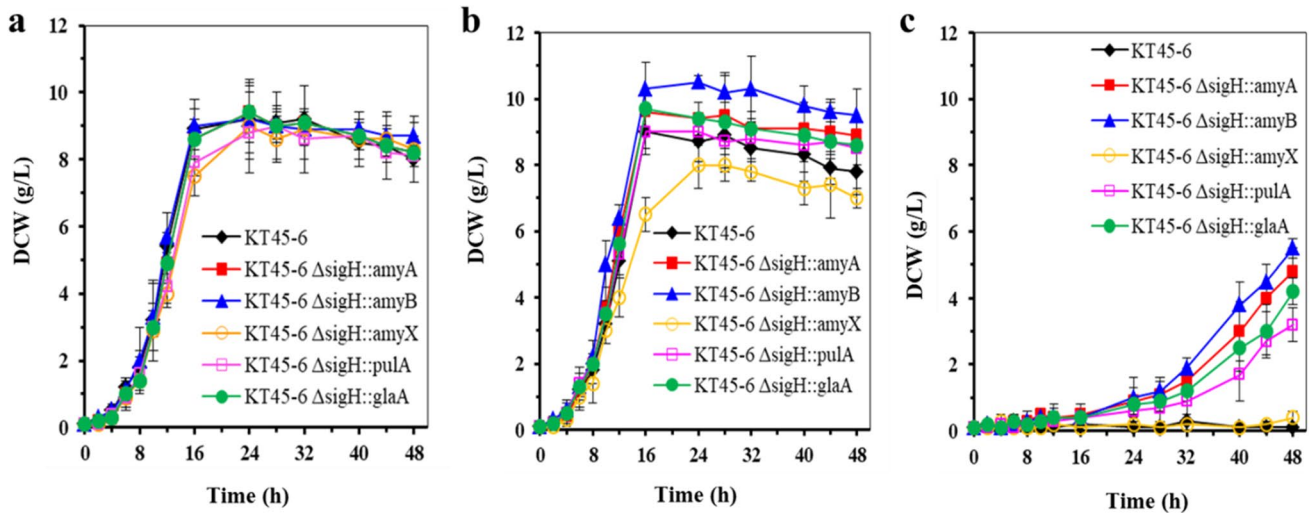 a
12
10
8
6
4
2
0
DCW (g/L)
KT45-6
KT45-6 ΔsigH::amyA
KT45-6 ΔsigH::amyB
KT45-6 ΔsigH::amyX
KT45-6 ΔsigH::pulA
KT45-6 ΔsigH::glaA
0 8 16 24 32 40 48
Time (h)
b
12
10
8
6
4
2
0
DCW (g/L)
KT45-6
KT45-6 ΔsigH::amyA
KT45-6 ΔsigH::amyB
KT45-6 ΔsigH::amyX
KT45-6 ΔsigH::pulA
KT45-6 ΔsigH::glaA
0 8 16 24 32 40 48
Time (h)
c
12
10
8
6
4
2
0
DCW (g/L)
KT45-6
KT45-6 ΔsigH::amyA
KT45-6 ΔsigH::amyB
KT45-6 ΔsigH::amyX
KT45-6 ΔsigH::pulA
KT45-6 ΔsigH::glaA
0 8 16 24 32 40 48
Time (h)